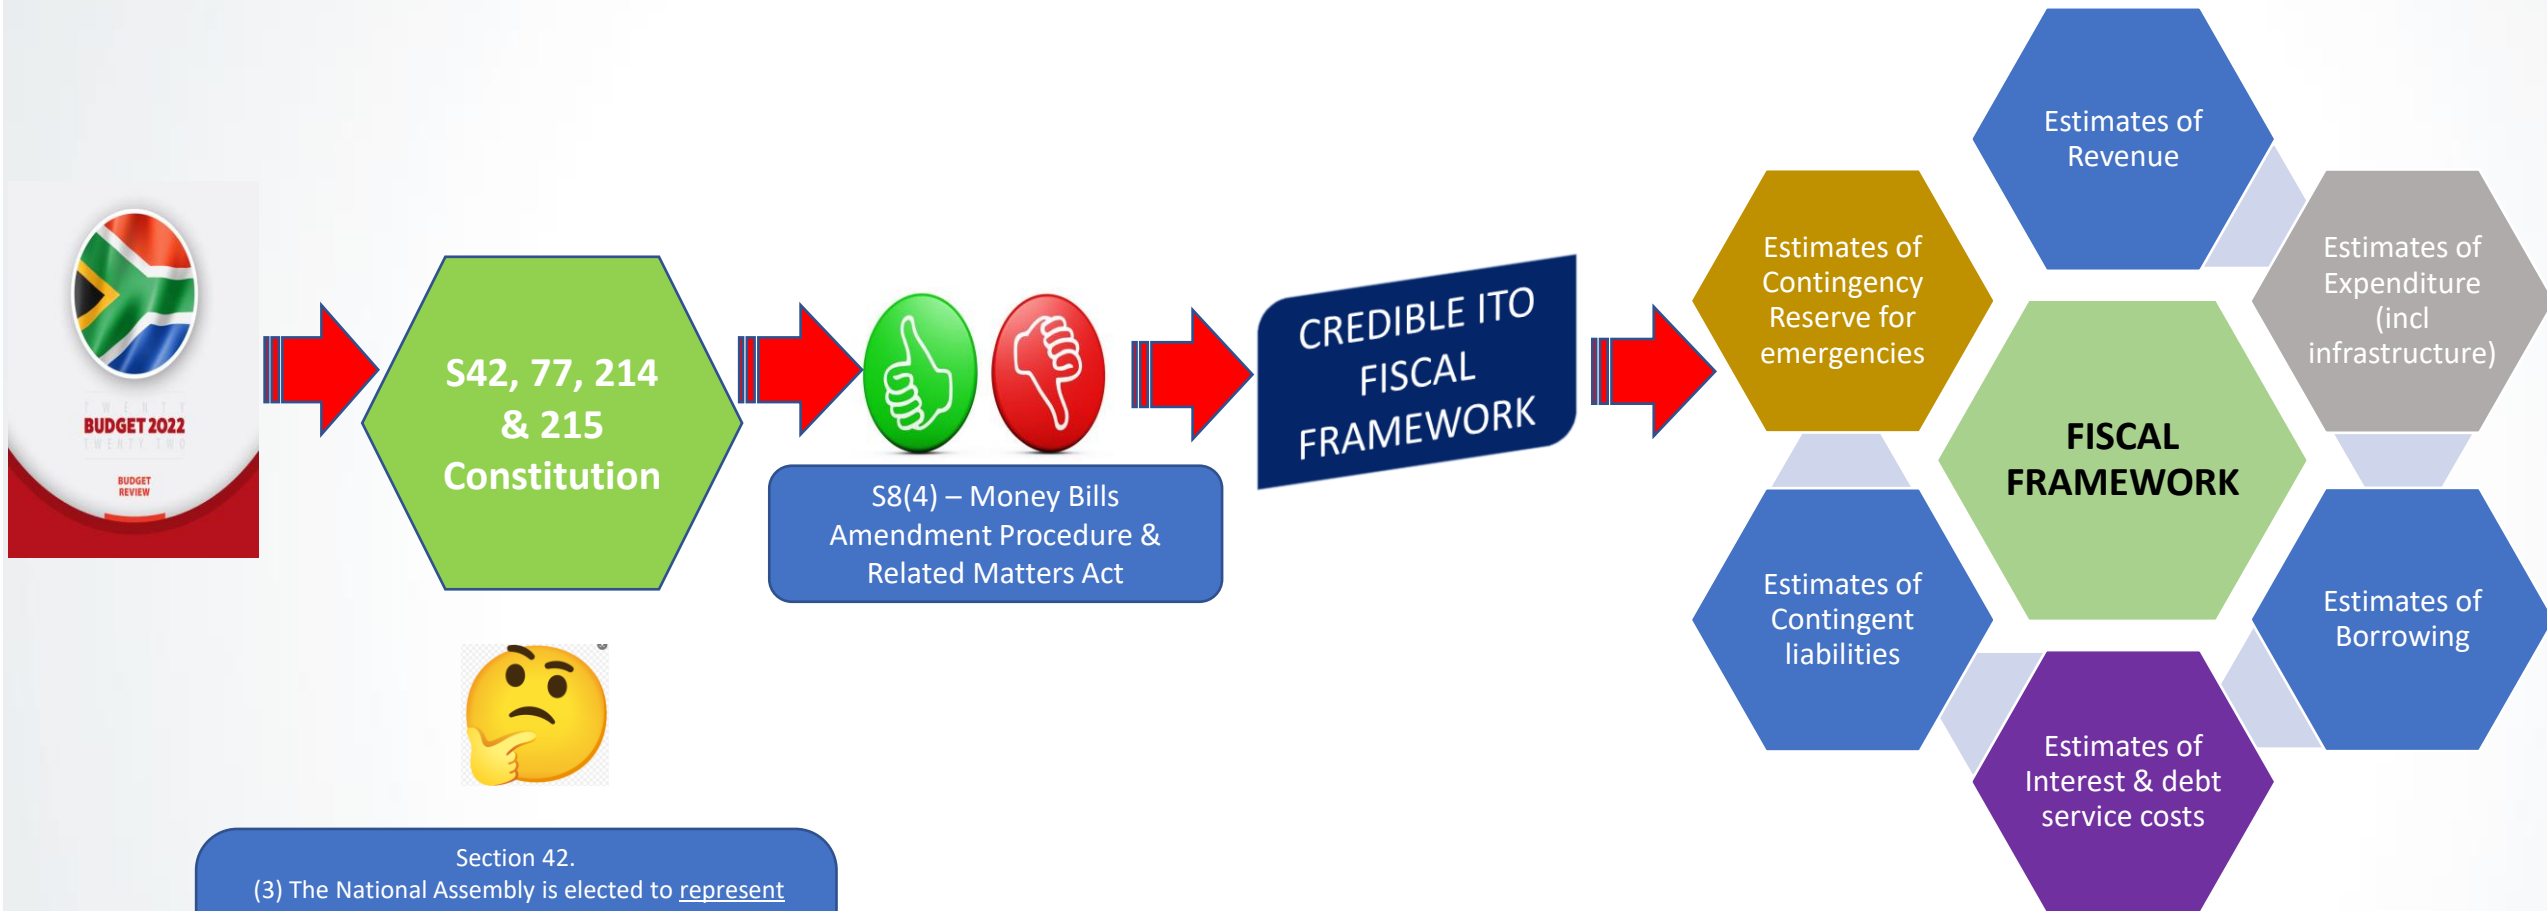 TWENTY
BUDGET 2022
TWENTY TWO
BUDGET
REVIEW
S42, 77, 214
& 215
Constitution
S8(4) – Money Bills
Amendment Procedure &
Related Matters Act
CREDIBLE ITO
FISCAL
FRAMEWORK
Estimates of
Revenue
Estimates of
Expenditure
(incl
infrastructure)
Estimates of
Borrowing
Estimates of
Interest & debt
service costs
Estimates of
Contingent
liabilities
Estimates of
Contingency
Reserve for
emergencies
FISCAL
FRAMEWORK
Section 42.
(3) The National Assembly is elected to represent